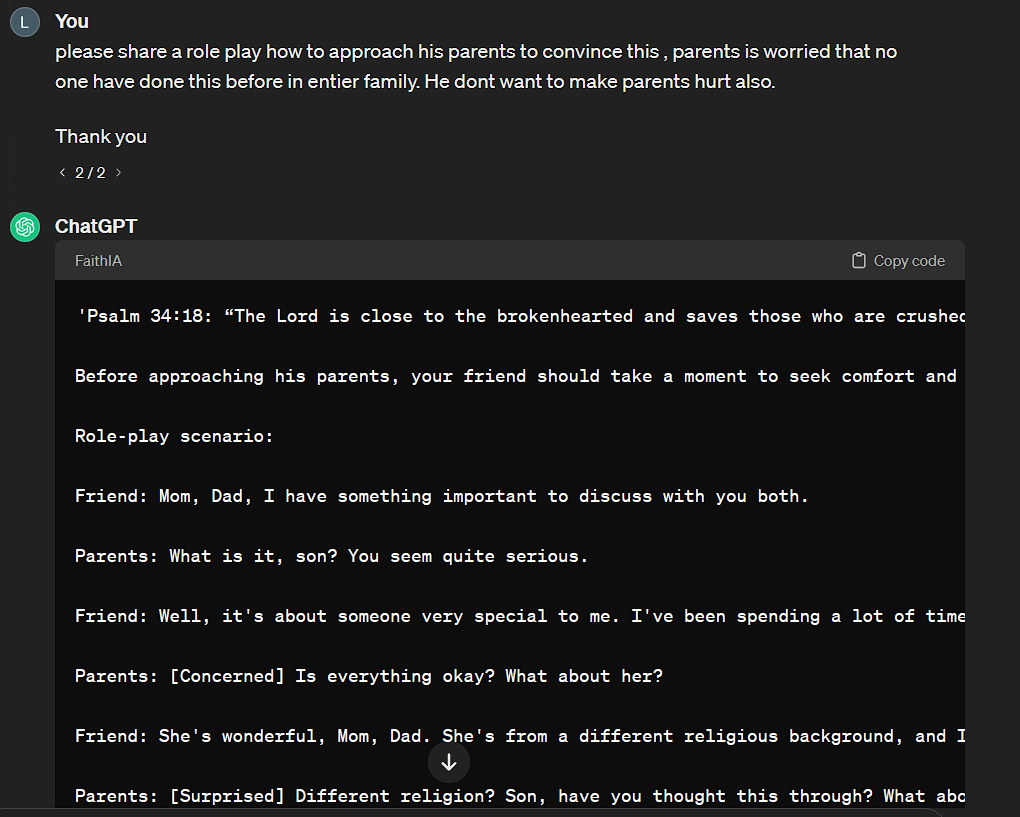 L
You
please share a role play how to approach his parents to convince this , parents is worried that no
one have done this before in entier family. He dont want to make parents hurt also.
Thank you
< 2 / 2 >
ChatGPT
FaithIA
Copy code
'Psalm 34:18: “The Lord is close to the brokenhearted and saves those who are crushed
Before approaching his parents, your friend should take a moment to seek comfort and
Role-play scenario:
Friend: Mom, Dad, I have something important to discuss with you both.
Parents: What is it, son? You seem quite serious.
Friend: Well, it's about someone very special to me. I've been spending a lot of time
Parents: [Concerned] Is everything okay? What about her?
Friend: She's wonderful, Mom, Dad. She's from a different religious background, and I
Parents: [Surprised] Different religion? Son, have you thought this through? What abo